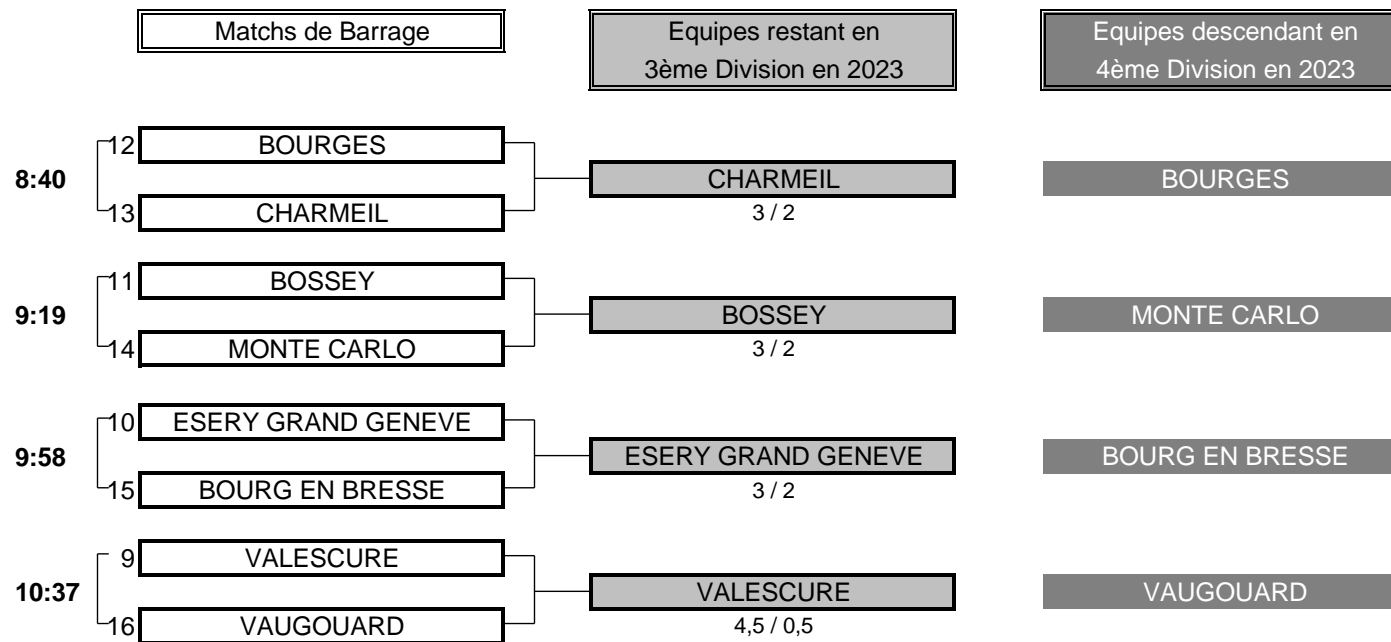 Matchs de Barrage
Equipes restant en
3ème Division en 2023
Equipes descendant en
4ème Division en 2023
8:40
12
BOURGES
13
CHARMEIL
CHARMEIL
3 / 2
BOURGES
9:19
11
BOSSEY
14
MONTE CARLO
BOSSEY
3 / 2
MONTE CARLO
9:58
10
ESERY GRAND GENEVE
15
BOURG EN BRESSE
ESERY GRAND GENEVE
3 / 2
BOURG EN BRESSE
10:37
9
VALESCURE
16
VAUGOUARD
VALESCURE
4,5 / 0,5
VAUGOUARD